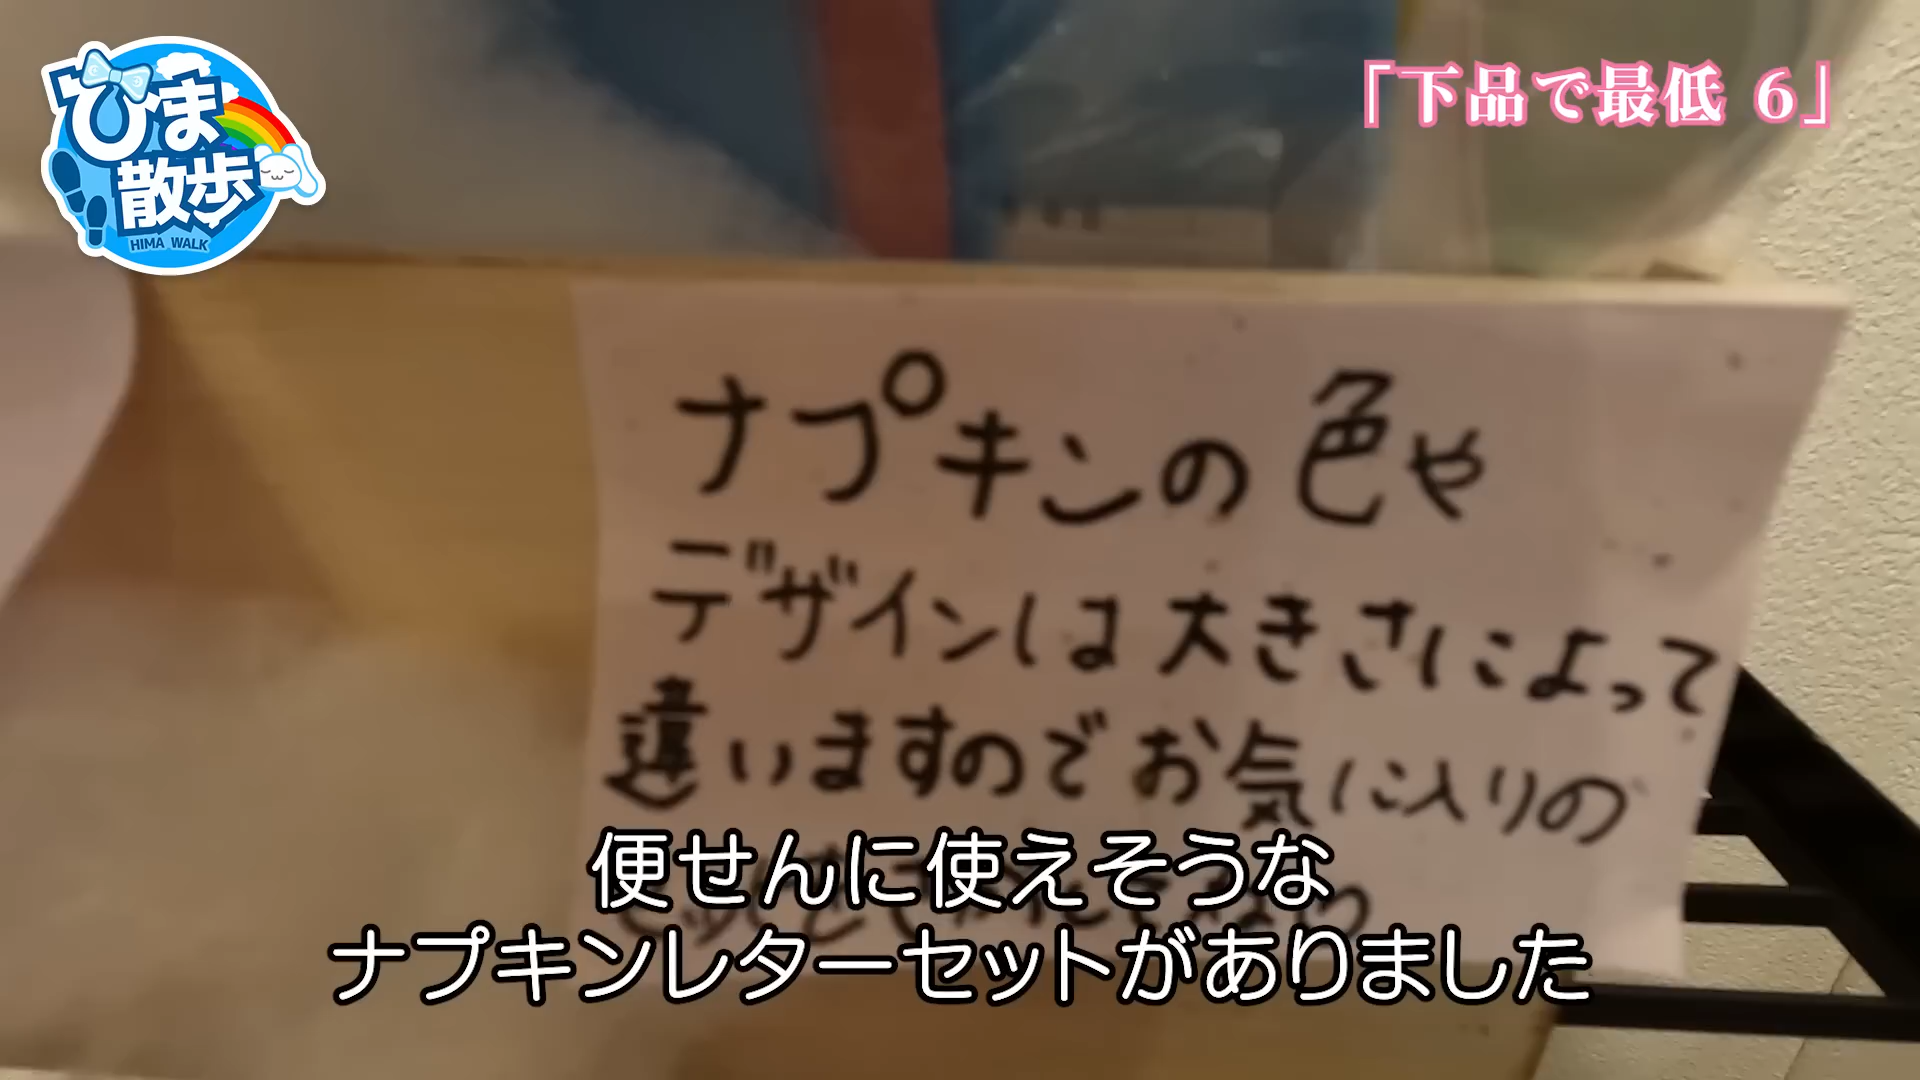 ひま
散歩
HIMA WALK
「下品で最低 6」
ナプキンの色や
デザインは大きさによって
違いますのでお気に入りの
便せんに使えそうな
ナプキンレターセットがありました